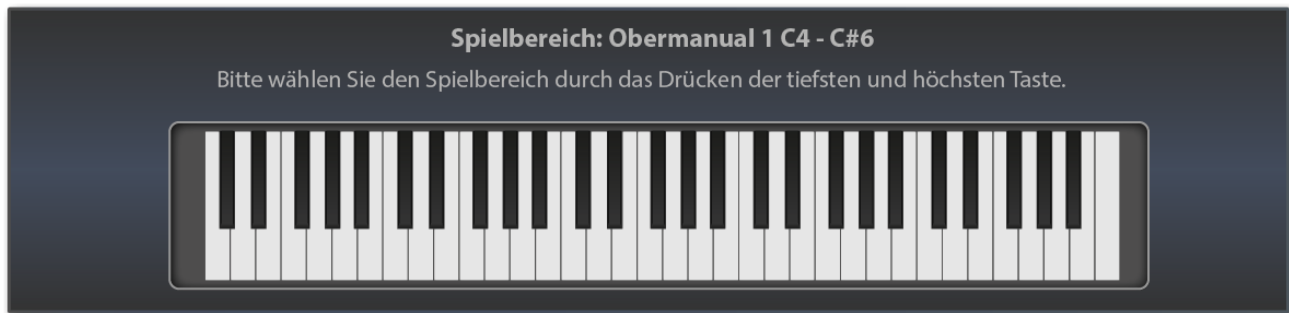 Spielbereich: Obermanual 1 C4 - C#6
Bitte wählen Sie den Spielbereich durch das Drücken der tiefsten und höchsten Taste.